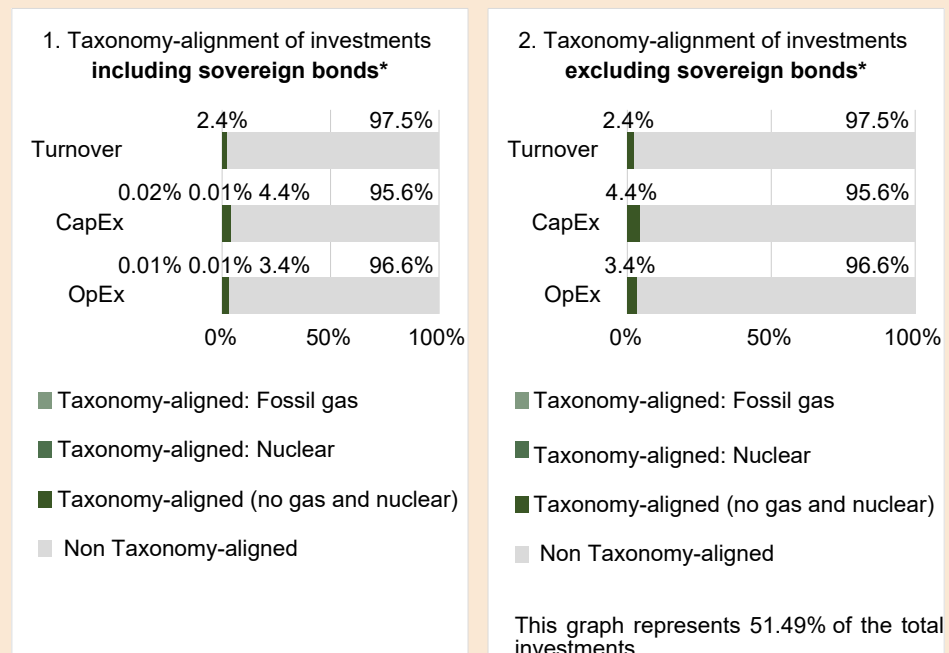 1. Taxonomy-alignment of investments
including sovereign bonds*
2.4% 97.5%
Turnover
0.02% 0.01% 4.4% 95.6%
CapEx
0.01% 0.01% 3.4% 96.6%
OpEx
0% 50% 100%
Taxonomy-aligned: Fossil gas
Taxonomy-aligned: Nuclear
Taxonomy-aligned (no gas and nuclear)
Non Taxonomy-aligned
2. Taxonomy-alignment of investments
excluding sovereign bonds*
2.4% 97.5%
Turnover
4.4% 95.6%
CapEx
3.4% 96.6%
OpEx
0% 50% 100%
Taxonomy-aligned: Fossil gas
Taxonomy-aligned: Nuclear
Taxonomy-aligned (no gas and nuclear)
Non Taxonomy-aligned
This graph represents 51.49% of the total
investments